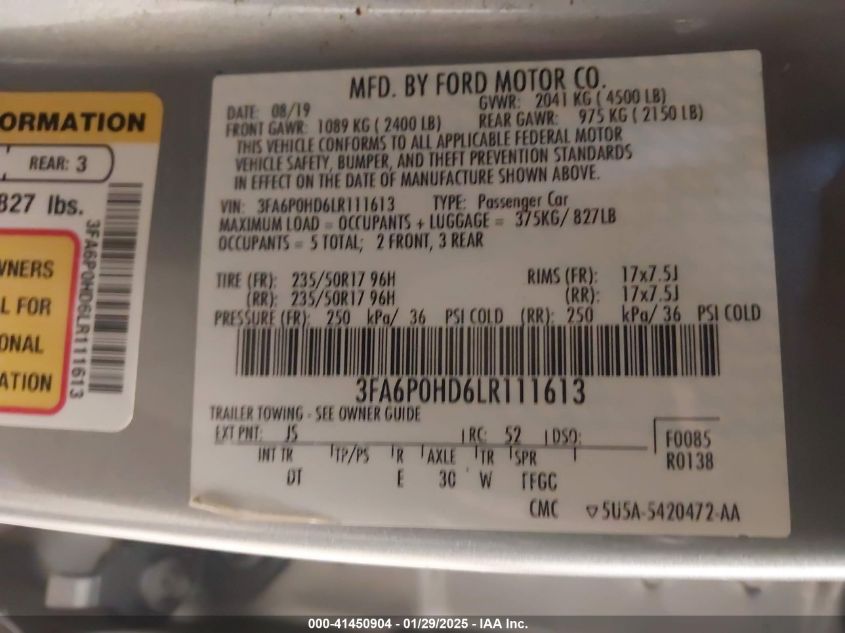 ORMATION
REAR: 3
827 lbs.
WNERS
L FOR
ONAL
ATION
3FA6P0HD6LR111613
MFD. BY FORD MOTOR CO.
DATE: 08/19 GVWR: 2041 KG ( 4500 LB)
FRONT GAWR: 1089 KG ( 2400 LB) REAR GAWR: 975 KG ( 2150 LB)
THIS VEHICLE CONFORMS TO ALL APPLICABLE FEDERAL MOTOR
VEHICLE SAFETY, BUMPER, AND THEFT PREVENTION STANDARDS
IN EFFECT ON THE DATE OF MANUFACTURE SHOWN ABOVE.
VIN: 3FA6P0HD6LR111613 TYPE: Passenger Car
MAXIMUM LOAD = OCCUPANTS + LUGGAGE = 375KG/ 827LB
OCCUPANTS = 5 TOTAL; 2 FRONT, 3 REAR
TIRE (FR): 235/50R17 96H RIMS (FR): 17x7.5J
(RR): 235/50R17 96H (RR): 17x7.5J
PRESSURE (FR): 250 kPa/ 36 PSI COLD (RR): 250 kPa/ 36 PSI COLD
3FA6P0HD6LR111613
TRAILER TOWING - SEE OWNER GUIDE
EXT PNT: JS RC: 52 DSO: F0085
INT TR TP/PS R AXLE TR SPR R0138
DT E 30 W TFGC
CMC ▽5U5A-5420472-AA
000-41450904 - 01/29/2025 - IAA Inc.